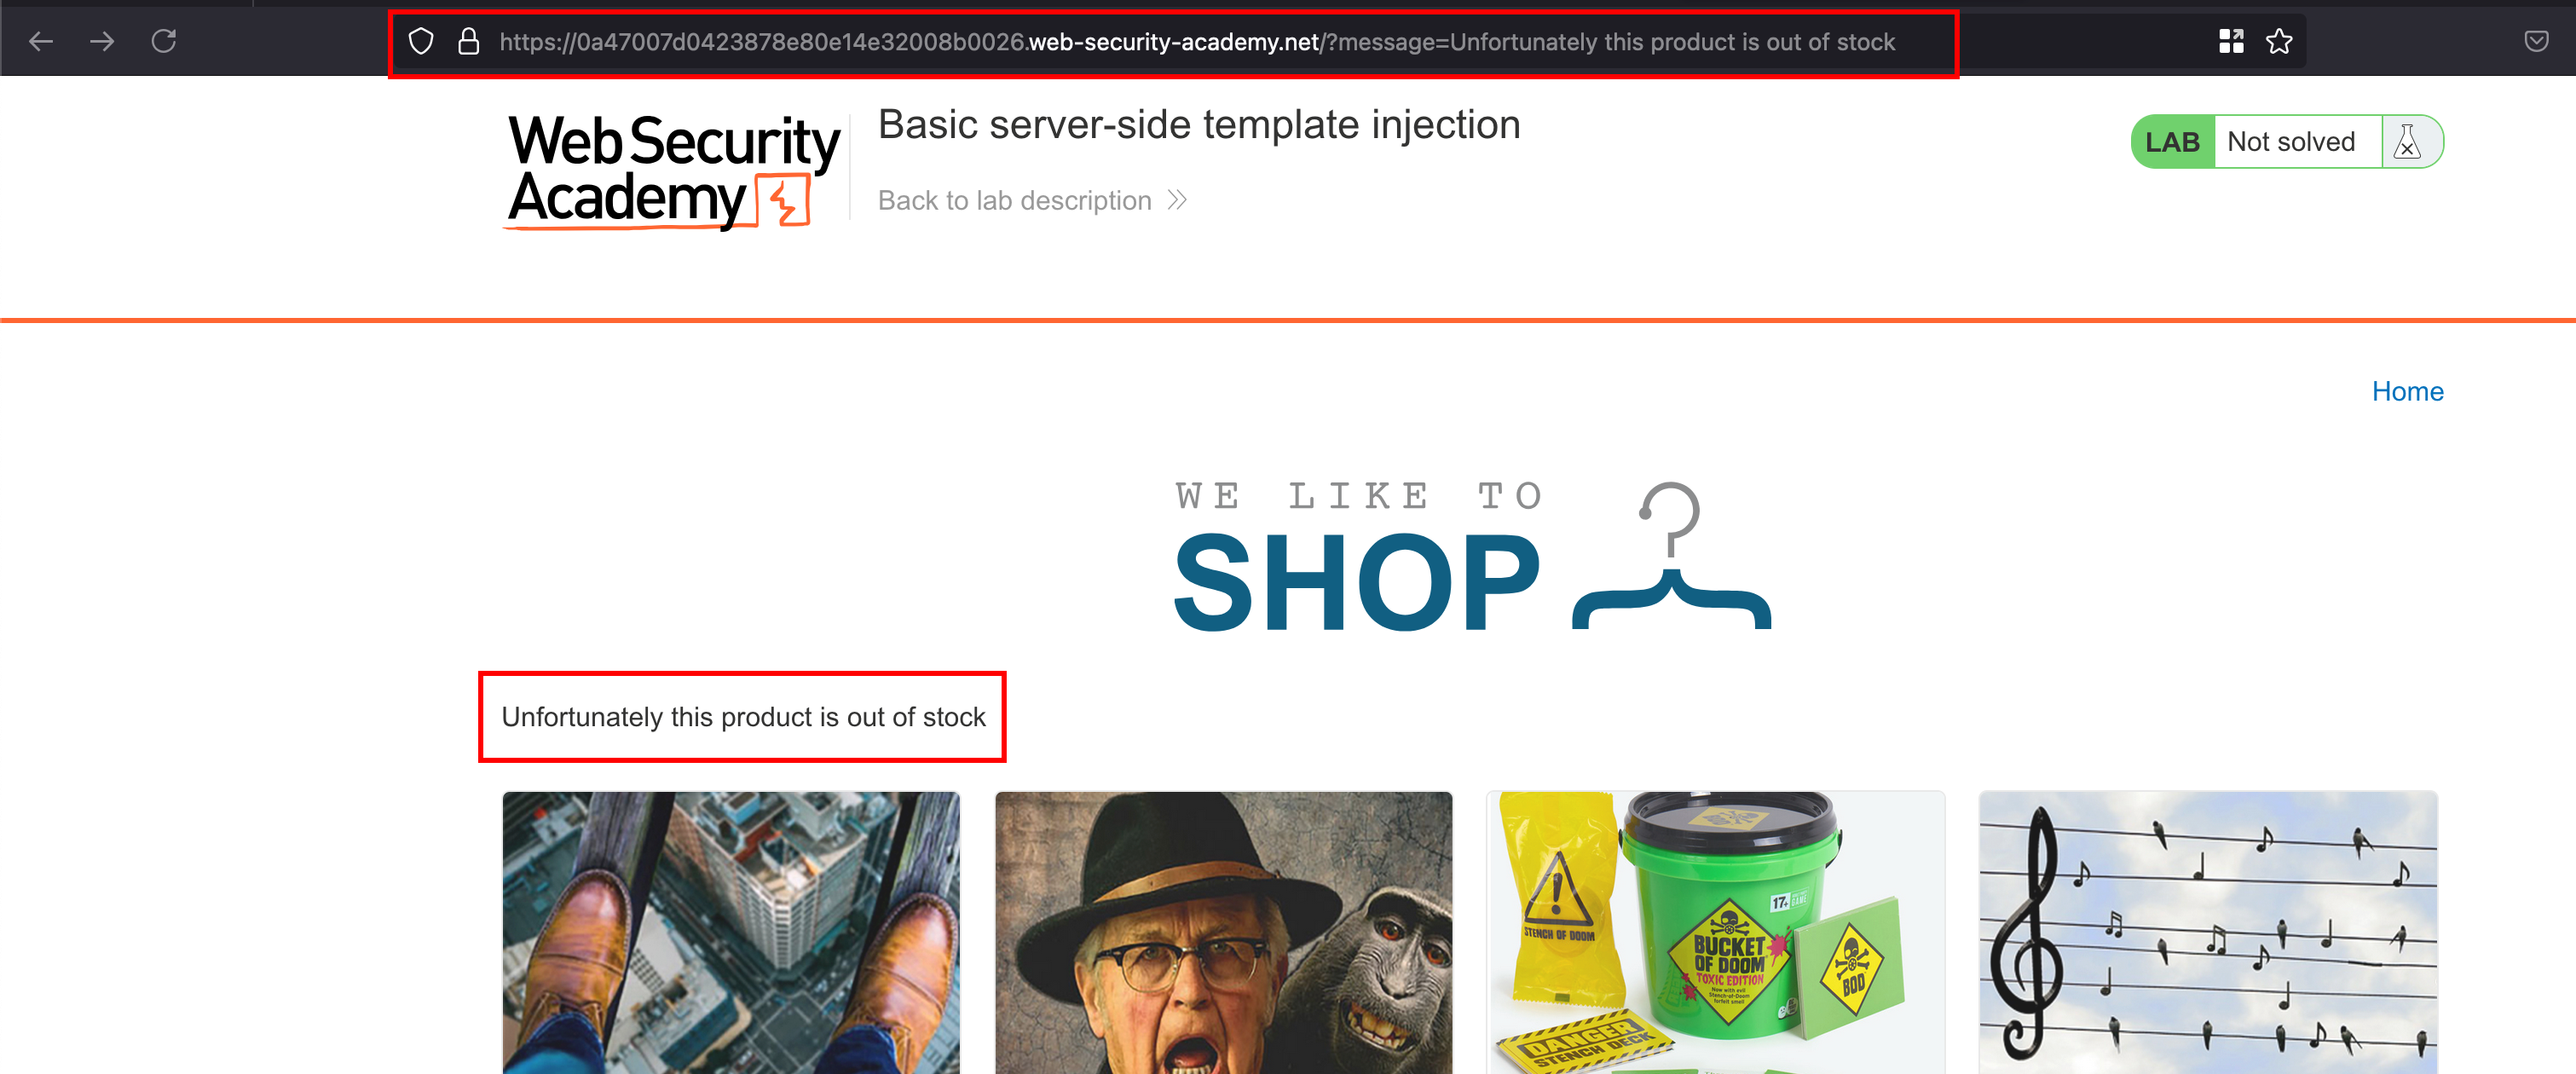 https://0a47007d0423878e80e14e32008b0026.web-security-academy.net/?message=Unfortunately this product is out of stock
Web Security
Academy
Basic server-side template injection
Back to lab description
LAB Not solved
Home
WE LIKE TO
SHOP
Unfortunately this product is out of stock
STENCH OF DOOM
17+
BUCKET
OF DOOM
TOXIC EDITION
BOO
DANGER
STENCH DECK